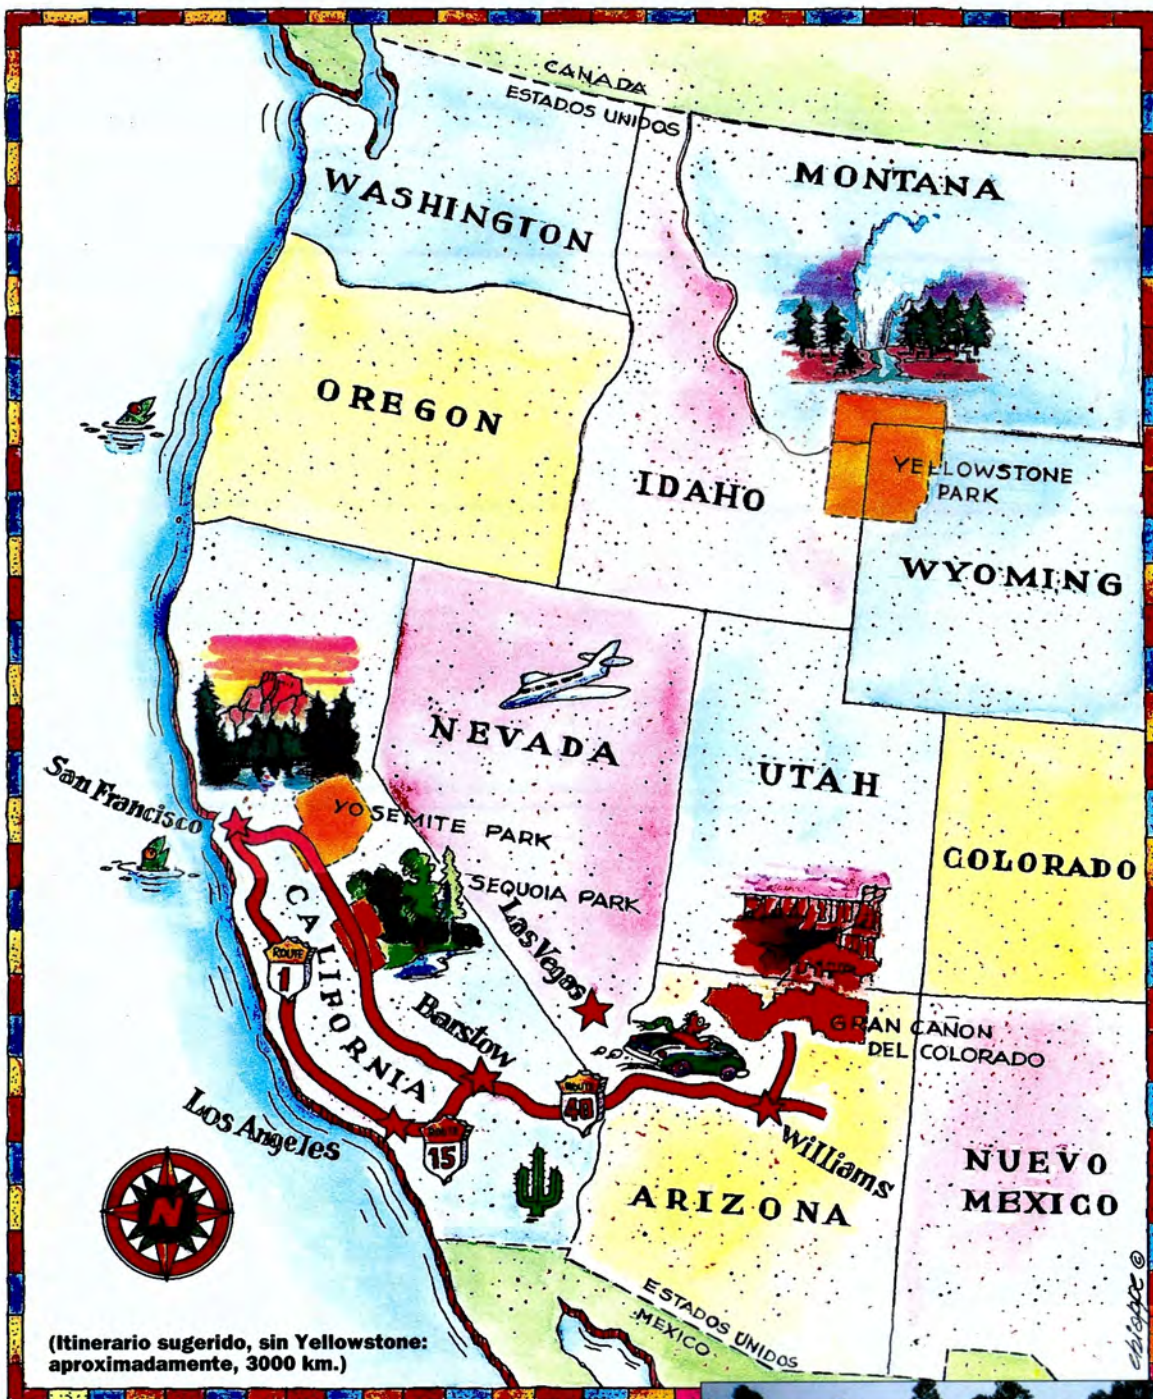 CANADA
ESTADOS UNIDOS
WASHINGTON
MONTANA
OREGON
IDAHO
YELLOWSTONE
PARK
WYOMING
NEVADA
UTAH
San Francisco
YOSEMITE PARK
COLORADO
SEQUOIA PARK
CALIFORNIA
Las Vegas
ROUTE
1
Barstow
GRAN CAÑON
DEL COLORADO
ROUTE
40
Los Angeles
ROUTE
15
Williams
NUEVO
MEXICO
ARIZONA
N
ESTADOS UNIDOS
MEXICO
chiappe ©
(Itinerario sugerido, sin Yellowstone:
aproximadamente, 3000 km.)